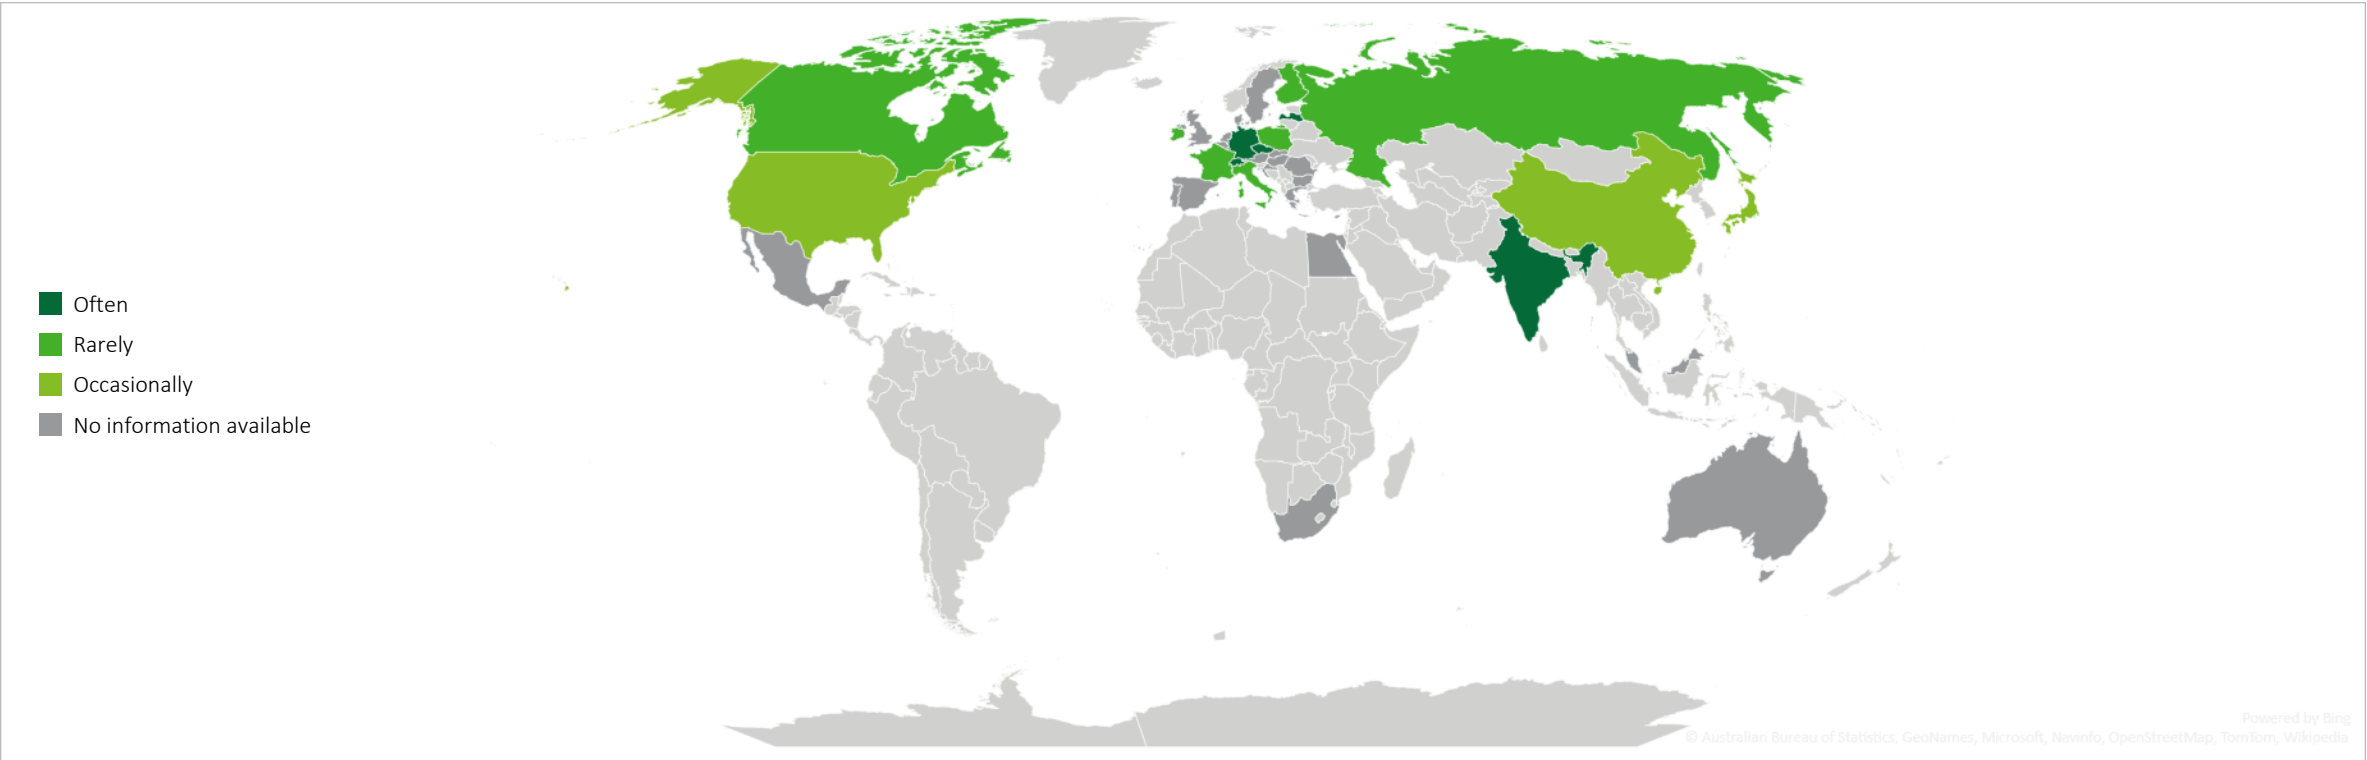 Often
Rarely
Occasionally
No information available
Powered by Bing
© Australian Bureau of Statistics, GeoNames, Microsoft, Navinfo, OpenStreetMap, TomTom, Wikipedia